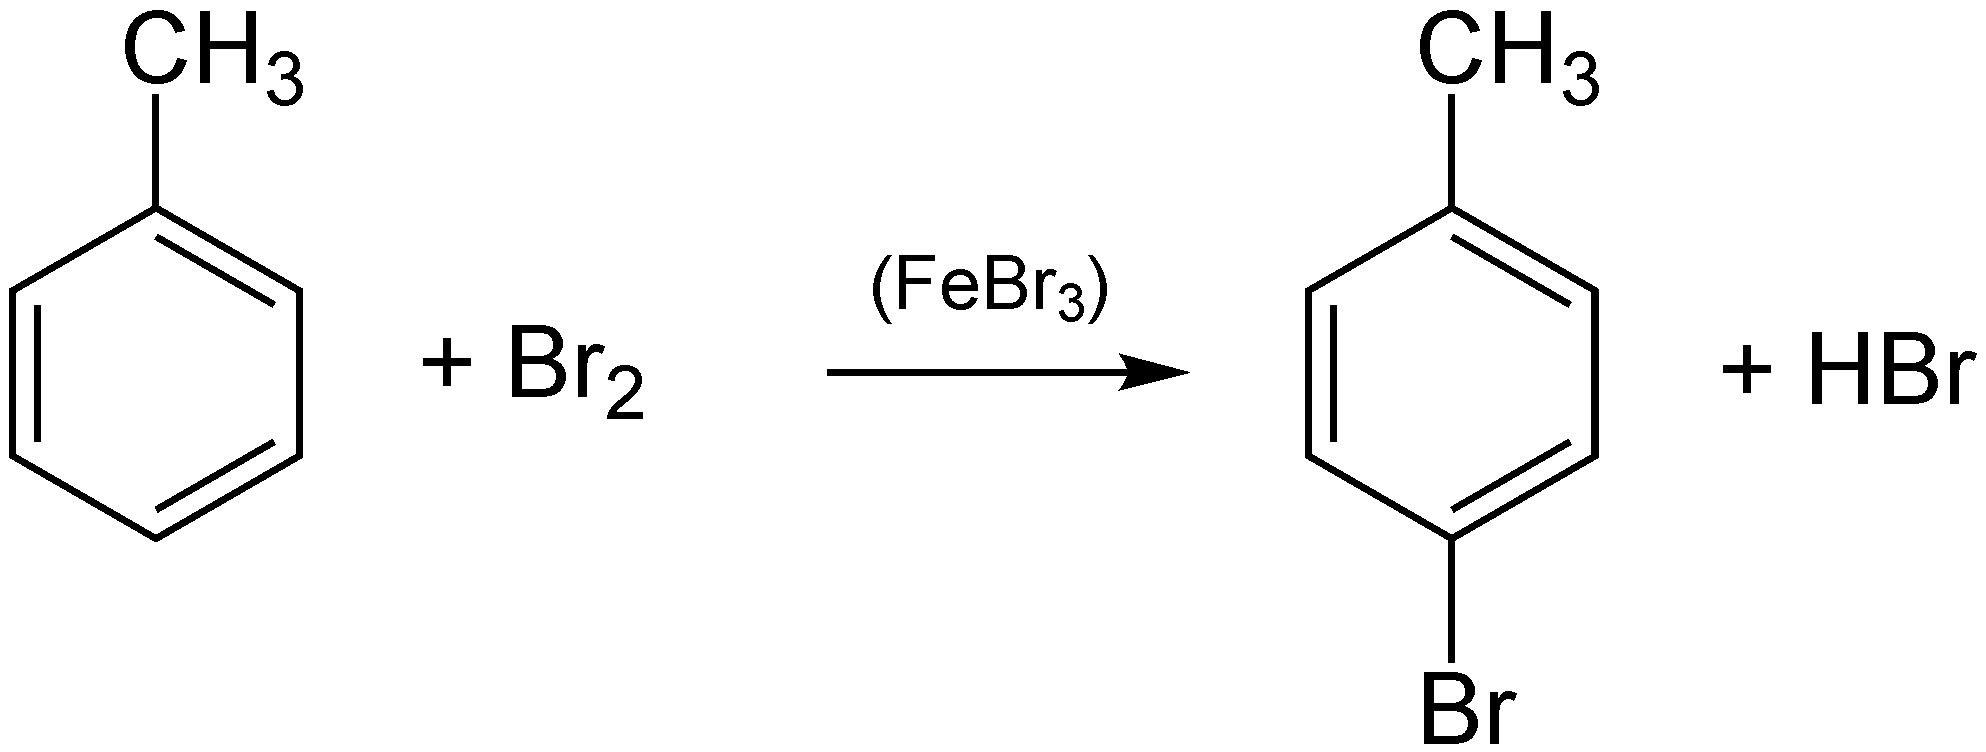 CH3 CH3
(FeBr3)
+ Br2 + HBr
Br